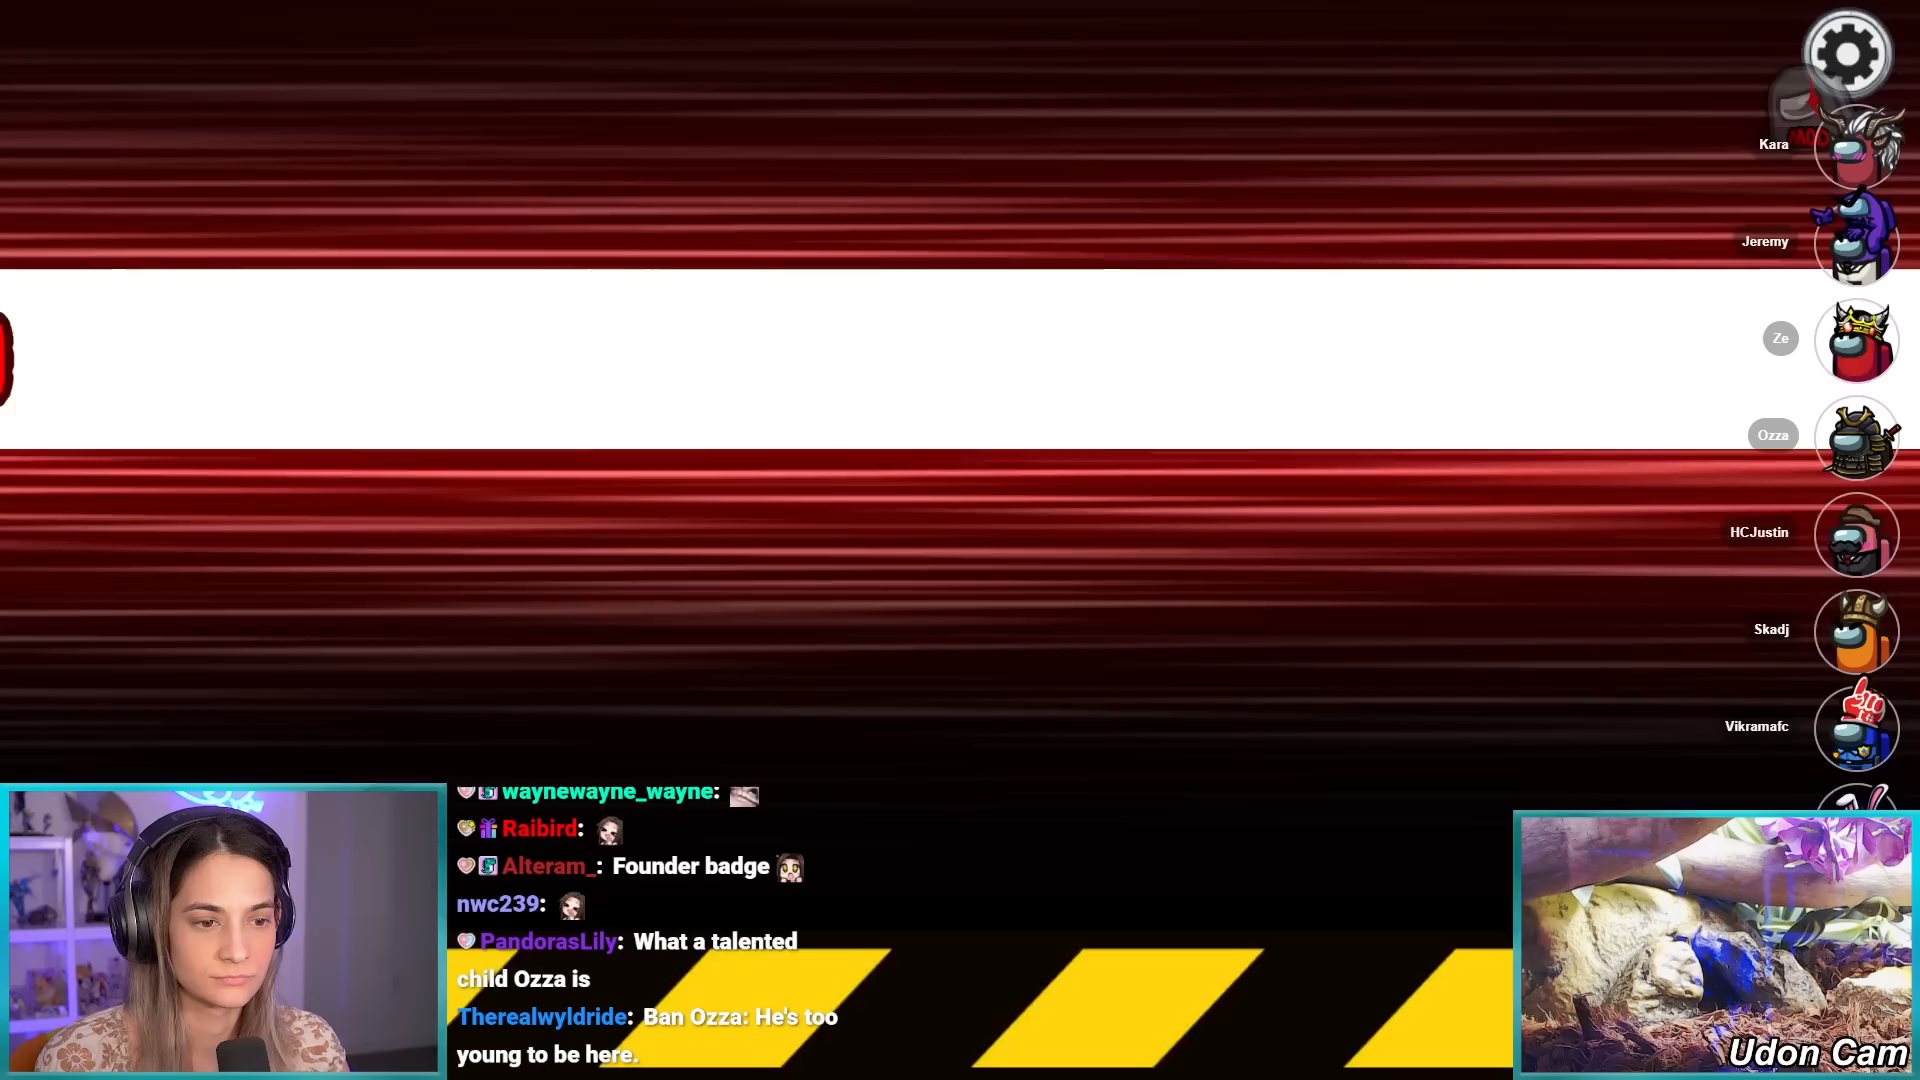 MOD
Kara
Jeremy
Ze
Ozza
HCJustin
Skadj
Vikramafc
waynewayne_wayne:
Raibird:
Alteram_: Founder badge
nwc239:
PandorasLily: What a talented
child Ozza is
Therealwyldride: Ban Ozza: He's too
young to be here.
Udon Cam